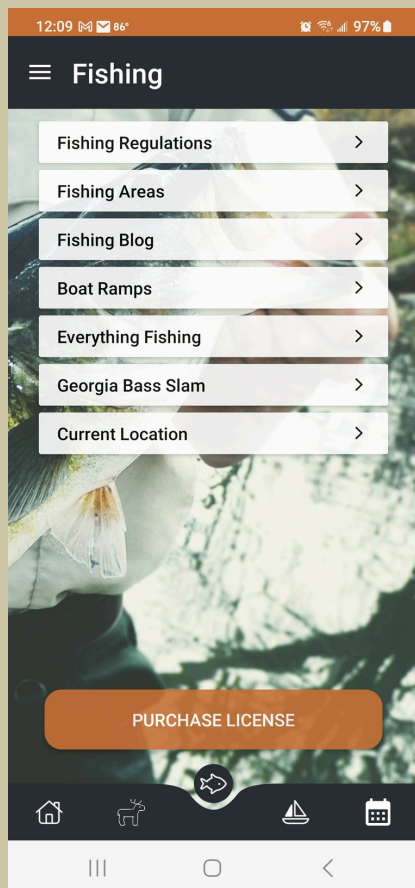 12:09 86° 97%
Fishing
Fishing Regulations
Fishing Areas
Fishing Blog
Boat Ramps
Everything Fishing
Georgia Bass Slam
Current Location
PURCHASE LICENSE